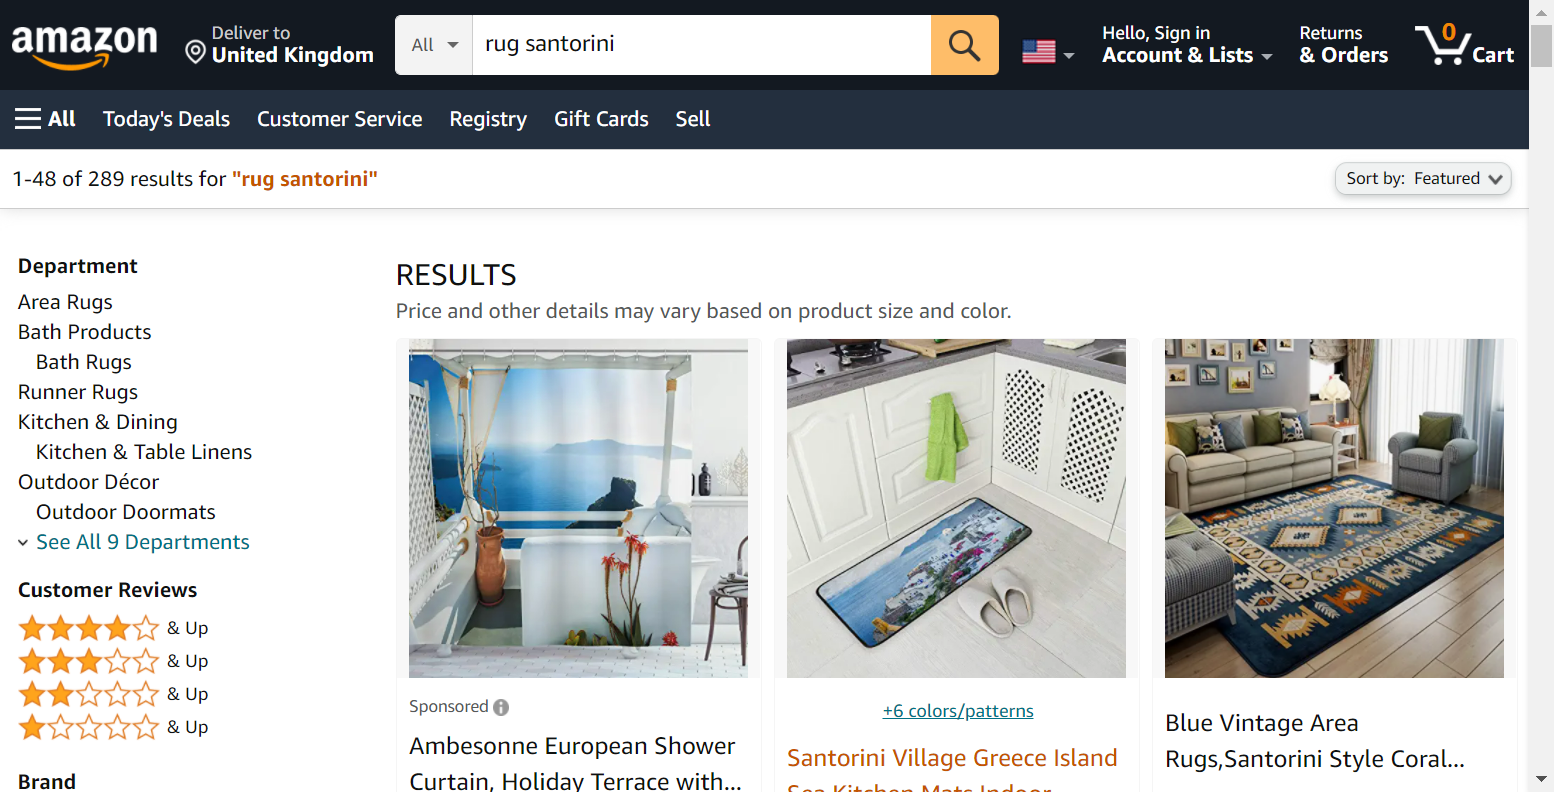 amazon
Deliver to
United Kingdom
All
rug santorini
Hello, Sign in
Account & Lists
Returns
& Orders
0
Cart
All
Today's Deals
Customer Service
Registry
Gift Cards
Sell
1-48 of 289 results for "rug santorini"
Sort by: Featured
Department
Area Rugs
Bath Products
Bath Rugs
Runner Rugs
Kitchen & Dining
Kitchen & Table Linens
Outdoor Décor
Outdoor Doormats
See All 9 Departments
Customer Reviews
& Up
& Up
& Up
& Up
Brand
RESULTS
Price and other details may vary based on product size and color.
Sponsored
Ambesonne European Shower
Curtain, Holiday Terrace with...
+6 colors/patterns
Santorini Village Greece Island
Sea Kitchen Mats Indoor
Blue Vintage Area
Rugs,Santorini Style Coral...